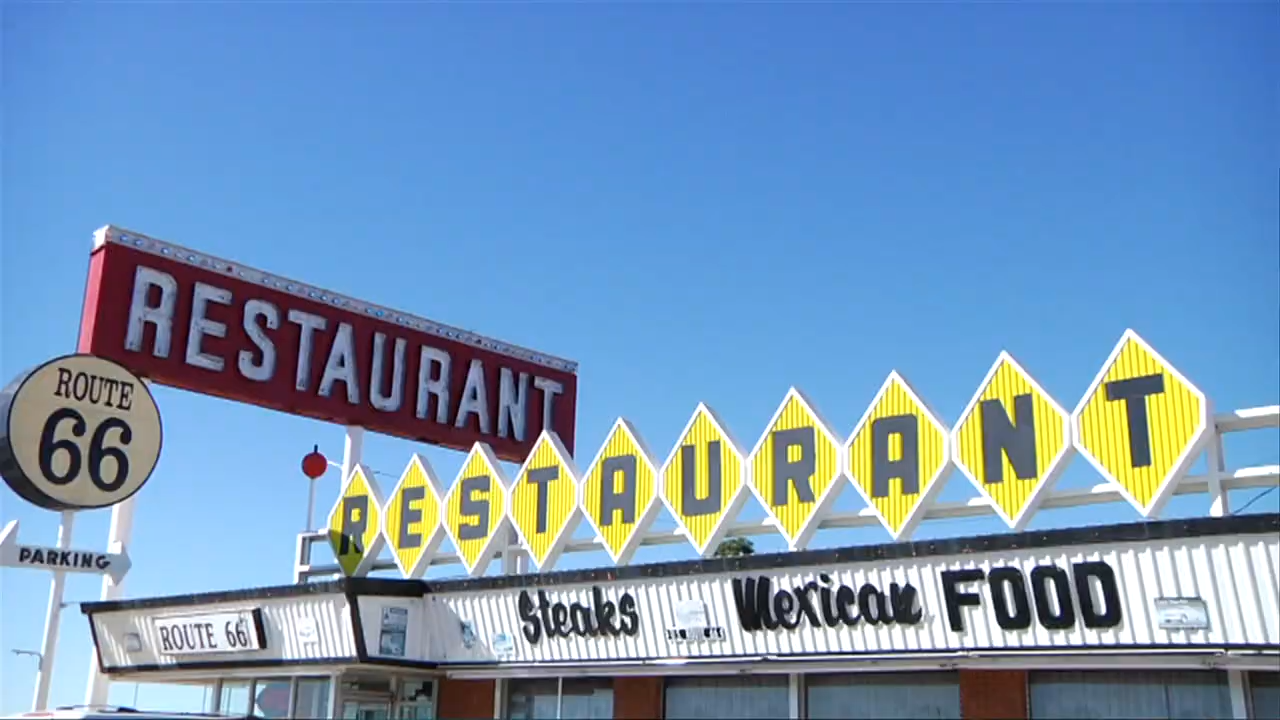 RESTAURANT
ROUTE
66
PARKING
RESTAURANT
ROUTE 66
Steaks
Mexican FOOD